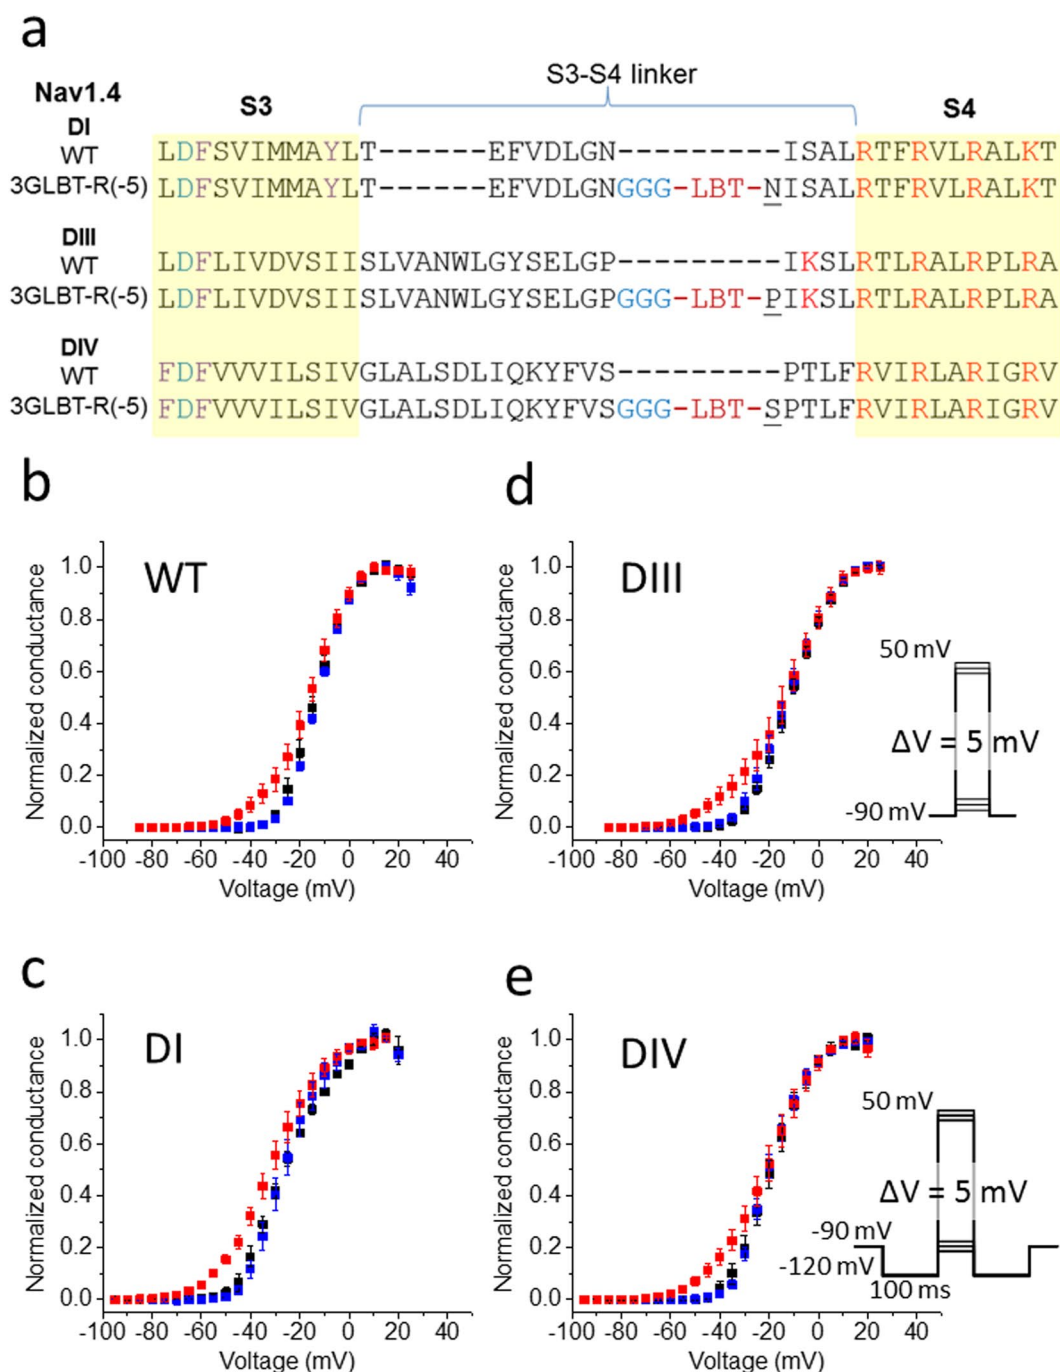 a
S3-S4 linker
Nav1.4
S3
S4
DI
WT
LDFSVIMMAYLT------EFVDLGN---------ISALRTFRVLRALKT
3GLBT-R(-5)
LDFSVIMMAYLT------EFVDLGNGGG-LBT-NISALRTFRVLRALKT
DIII
WT
LDFLIVDVSIISLVANWLGYSELGP---------IKSLRTLRALRPLRA
3GLBT-R(-5)
LDFLIVDVSIISLVANWLGYSELGPGGG-LBT-PIKSLRTLRALRPLRA
DIV
WT
FDFVVVILSIVGLALSDLIQKYFVS---------PTLFRVIRLARIGRV
3GLBT-R(-5)
FDFVVVILSIVGLALSDLIQKYFVSGGG-LBT-SPTLFRVIRLARIGRV
b
WT
Normalized conductance
1.0
0.8
0.6
0.4
0.2
0.0
-100 -80 -60 -40 -20 0 20 40
Voltage (mV)
d
DIII
Normalized conductance
1.0
0.8
0.6
0.4
0.2
0.0
-100 -80 -60 -40 -20 0 20 40
Voltage (mV)
50 mV
ΔV = 5 mV
-90 mV
c
DI
Normalized conductance
1.0
0.8
0.6
0.4
0.2
0.0
-100 -80 -60 -40 -20 0 20 40
Voltage (mV)
e
DIV
Normalized conductance
1.0
0.8
0.6
0.4
0.2
0.0
-100 -80 -60 -40 -20 0 20 40
Voltage (mV)
50 mV
ΔV = 5 mV
-90 mV
-120 mV
100 ms